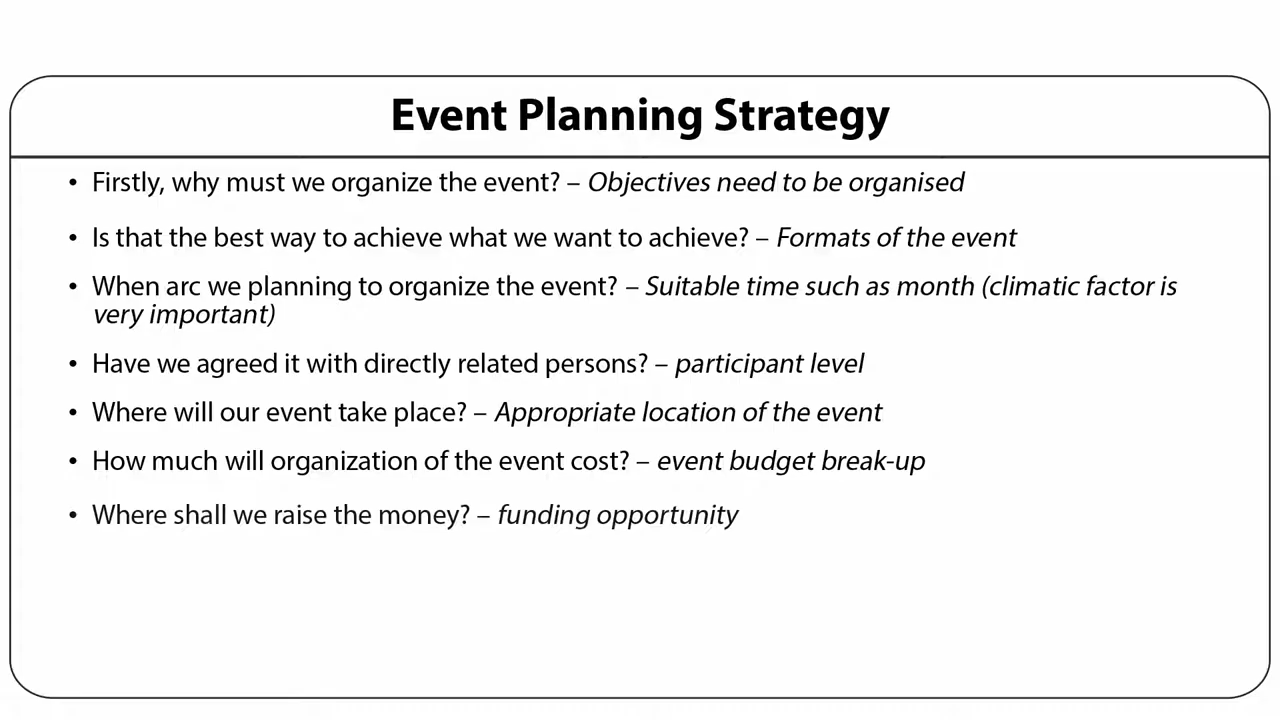 Event Planning Strategy
• Firstly, why must we organize the event? – Objectives need to be organised
• Is that the best way to achieve what we want to achieve? – Formats of the event
• When arc we planning to organize the event? – Suitable time such as month (climatic factor is
very important)
• Have we agreed it with directly related persons? – participant level
• Where will our event take place? – Appropriate location of the event
• How much will organization of the event cost? – event budget break-up
• Where shall we raise the money? – funding opportunity